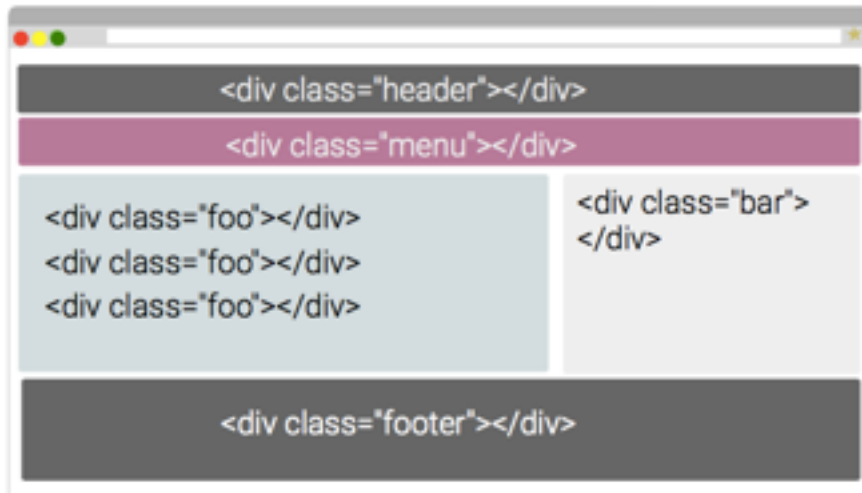 <div class="header"></div>
<div class="menu"></div>
<div class="foo"></div>
<div class="foo"></div>
<div class="foo"></div>
<div class="bar">
</div>
<div class="footer"></div>